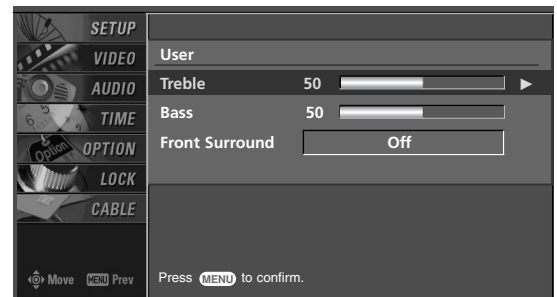 SETUP
VIDEO
AUDIO
TIME
OPTION
LOCK
CABLE
Move MENU Prev
User
Treble 50
Bass 50
Front Surround Off
Press MENU to confirm.